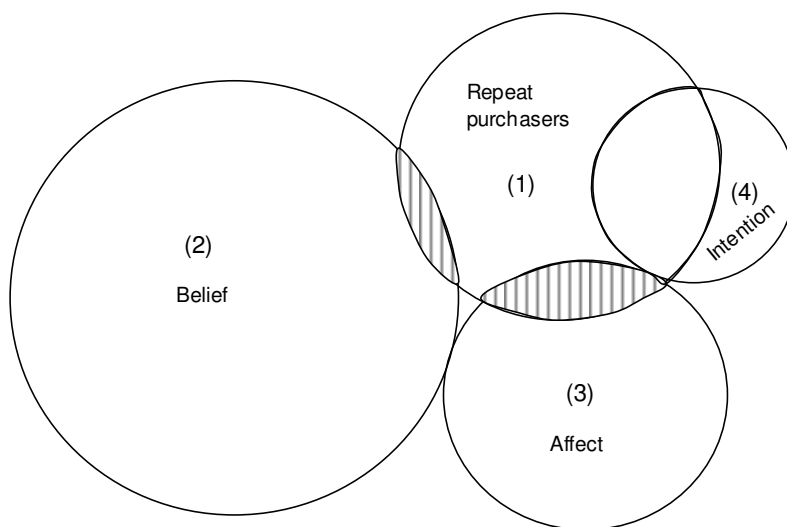 Repeat
purchasers
(1)
(4)
Intention
(2)
Belief
(3)
Affect